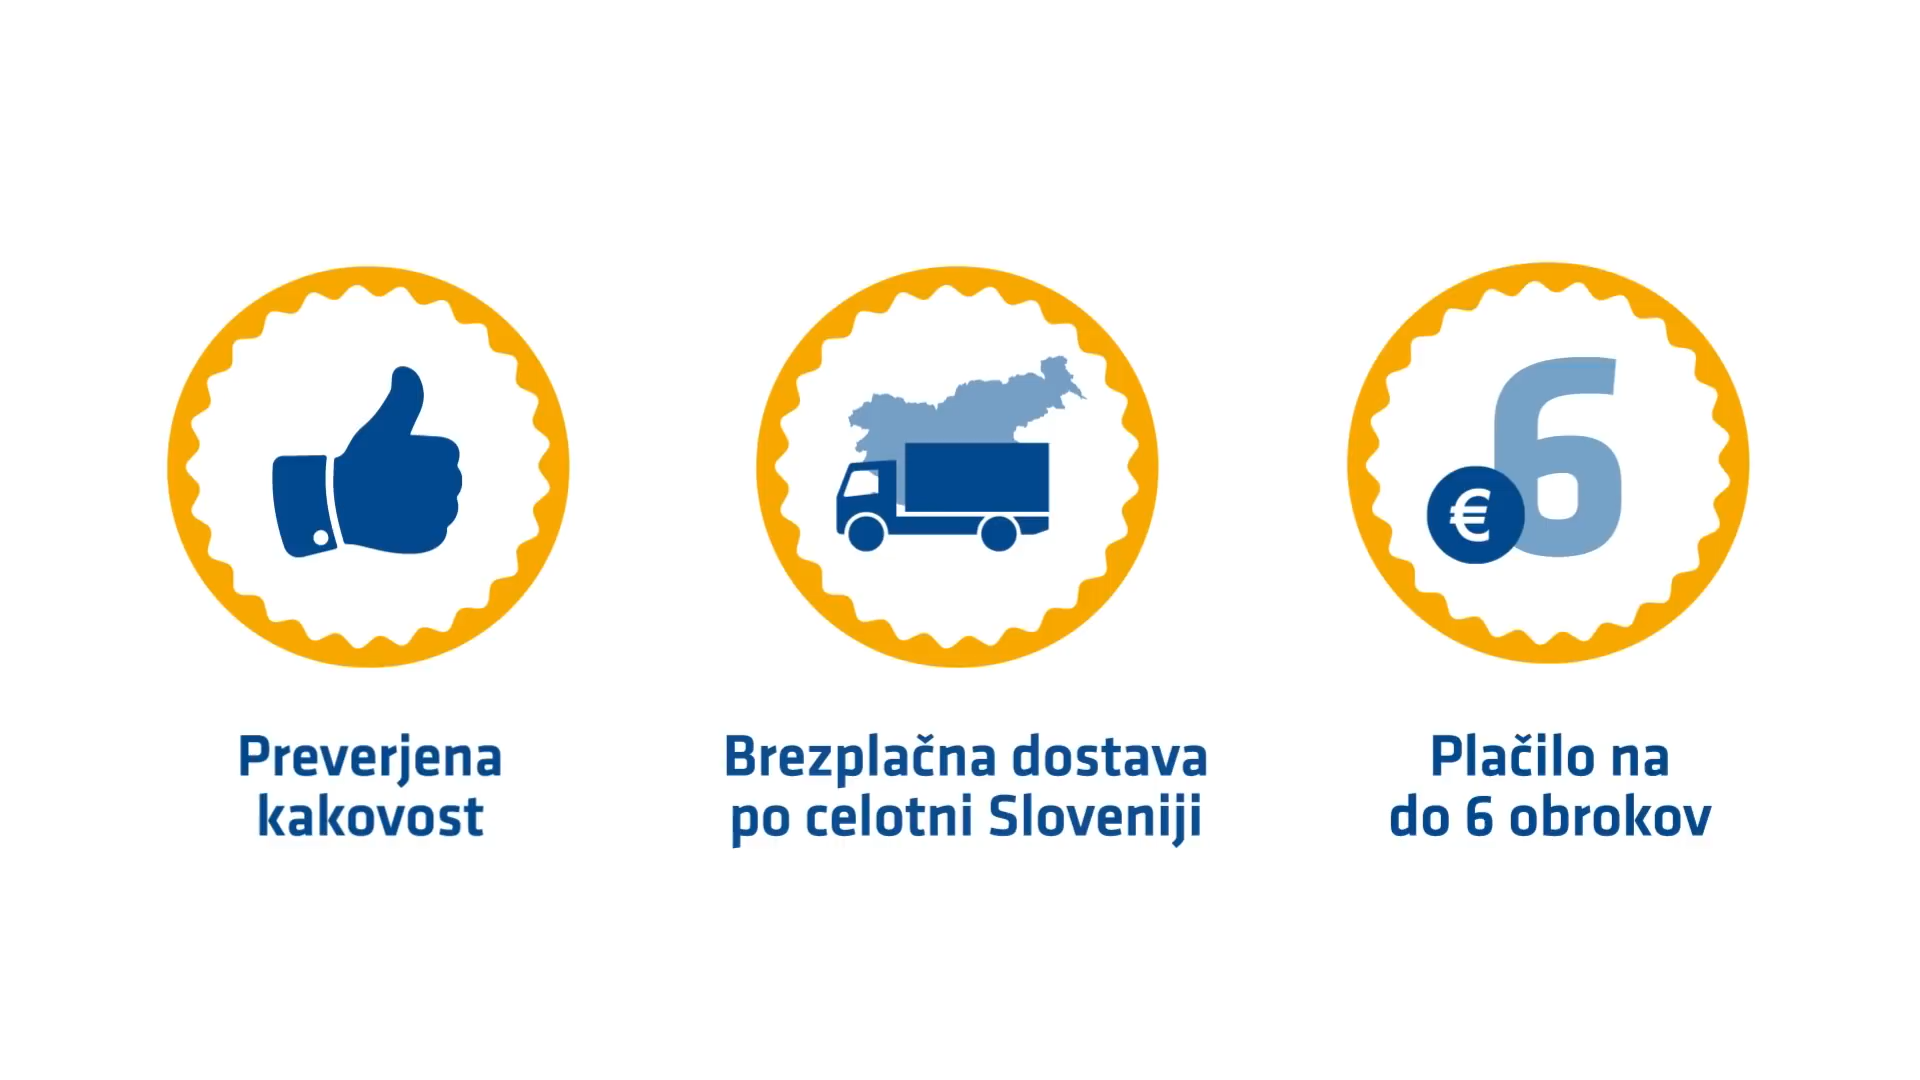 €
6
Preverjena
kakovost
Brezplačna dostava
po celotni Sloveniji
Plačilo na
do 6 obrokov